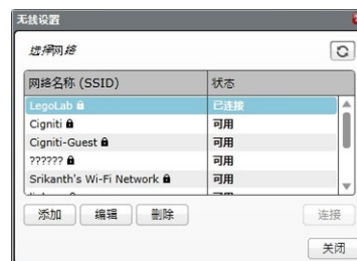 无线设置
选择网络
网络名称 (SSID) 状态
LegoLab 已连接
Cigniti 可用
Cigniti-Guest 可用
?????? 可用
Srikanth's Wi-Fi Network 可用
添加 编辑 删除 连接
关闭